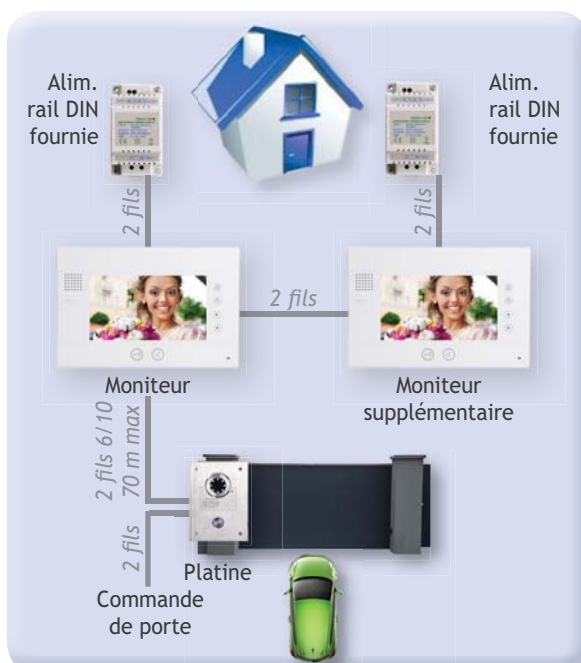 Alim.
rail DIN
fournie
Alim.
rail DIN
fournie
2 fils
2 fils
2 fils
Moniteur
Moniteur
supplémentaire
2 fils 6/10
70 m max
2 fils
Platine
Commande
de porte